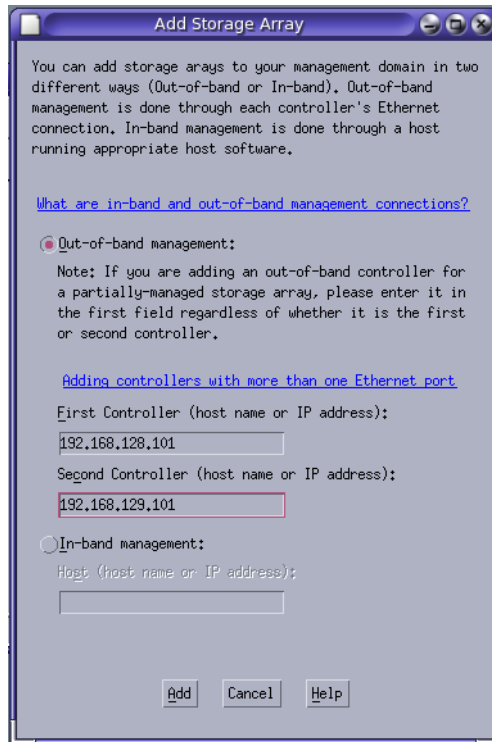 Add Storage Array
You can add storage arays to your management domain in two
different ways (Out-of-band or In-band). Out-of-band
management is done through each controller's Ethernet
connection. In-band management is done through a host
running appropriate host software.
What are in-band and out-of-band management connections?
Out-of-band management:
Note: If you are adding an out-of-band controller for
a partially-managed storage array, please enter it in
the first field regardless of whether it is the first
or second controller.
Adding controllers with more than one Ethernet port
First Controller (host name or IP address):
192.168.128.101
Second Controller (host name or IP address):
192.168.129.101
In-band management:
Host (host name or IP address):
Add Cancel Help